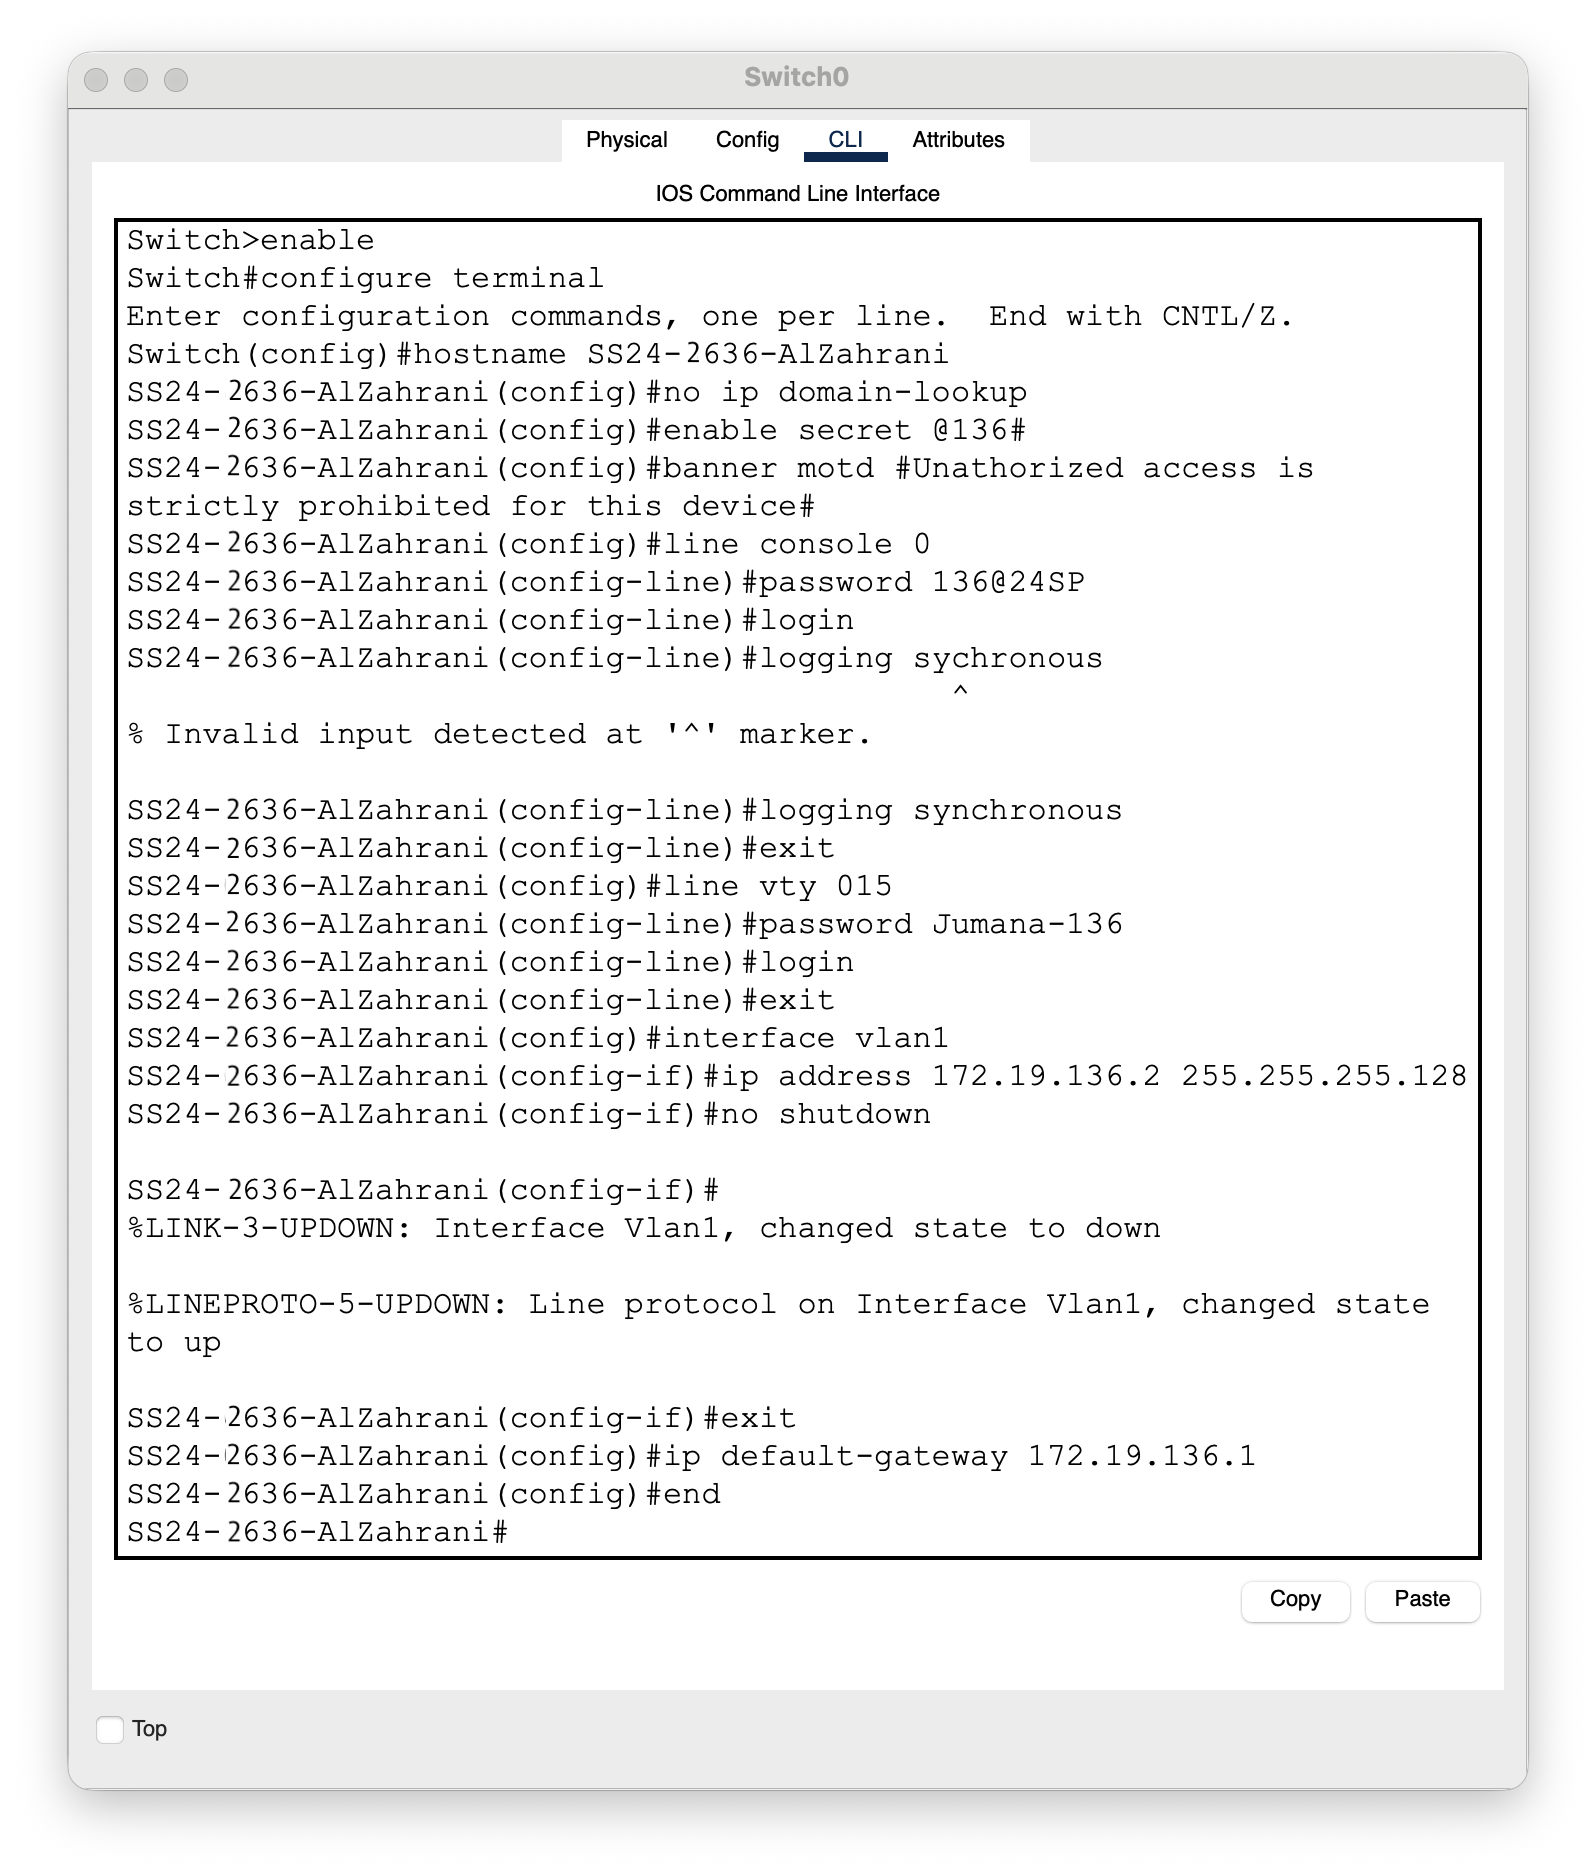 Switch0
Physical Config CLI Attributes
IOS Command Line Interface
Switch>enable
Switch#configure terminal
Enter configuration commands, one per line.  End with CNTL/Z.
Switch(config)#hostname SS24-2636-AlZahrani
SS24-2636-AlZahrani(config)#no ip domain-lookup
SS24-2636-AlZahrani(config)#enable secret @136#
SS24-2636-AlZahrani(config)#banner motd #Unathorized access is
strictly prohibited for this device#
SS24-2636-AlZahrani(config)#line console 0
SS24-2636-AlZahrani(config-line)#password 136@24SP
SS24-2636-AlZahrani(config-line)#login
SS24-2636-AlZahrani(config-line)#logging sychronous
^
% Invalid input detected at '^' marker.
SS24-2636-AlZahrani(config-line)#logging synchronous
SS24-2636-AlZahrani(config-line)#exit
SS24-2636-AlZahrani(config)#line vty 015
SS24-2636-AlZahrani(config-line)#password Jumana-136
SS24-2636-AlZahrani(config-line)#login
SS24-2636-AlZahrani(config-line)#exit
SS24-2636-AlZahrani(config)#interface vlan1
SS24-2636-AlZahrani(config-if)#ip address 172.19.136.2 255.255.255.128
SS24-2636-AlZahrani(config-if)#no shutdown
SS24-2636-AlZahrani(config-if)#
%LINK-3-UPDOWN: Interface Vlan1, changed state to down
%LINEPROTO-5-UPDOWN: Line protocol on Interface Vlan1, changed state
to up
SS24-2636-AlZahrani(config-if)#exit
SS24-2636-AlZahrani(config)#ip default-gateway 172.19.136.1
SS24-2636-AlZahrani(config)#end
SS24-2636-AlZahrani#
Copy Paste
Top